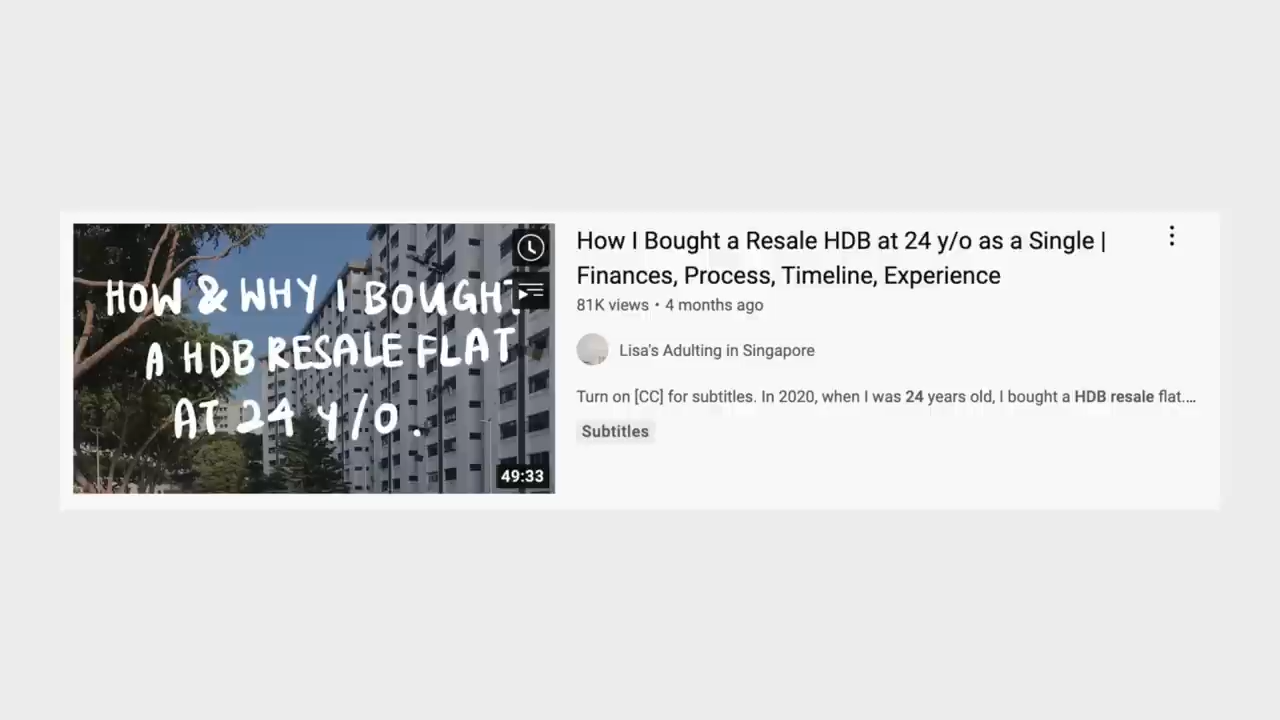 HOW & WHY I BOUGHT
A HDB RESALE FLAT
AT 24 Y/O.
49:33
How I Bought a Resale HDB at 24 y/o as a Single |
Finances, Process, Timeline, Experience
81K views • 4 months ago
Lisa's Adulting in Singapore
Turn on [CC] for subtitles. In 2020, when I was 24 years old, I bought a HDB resale flat....
Subtitles